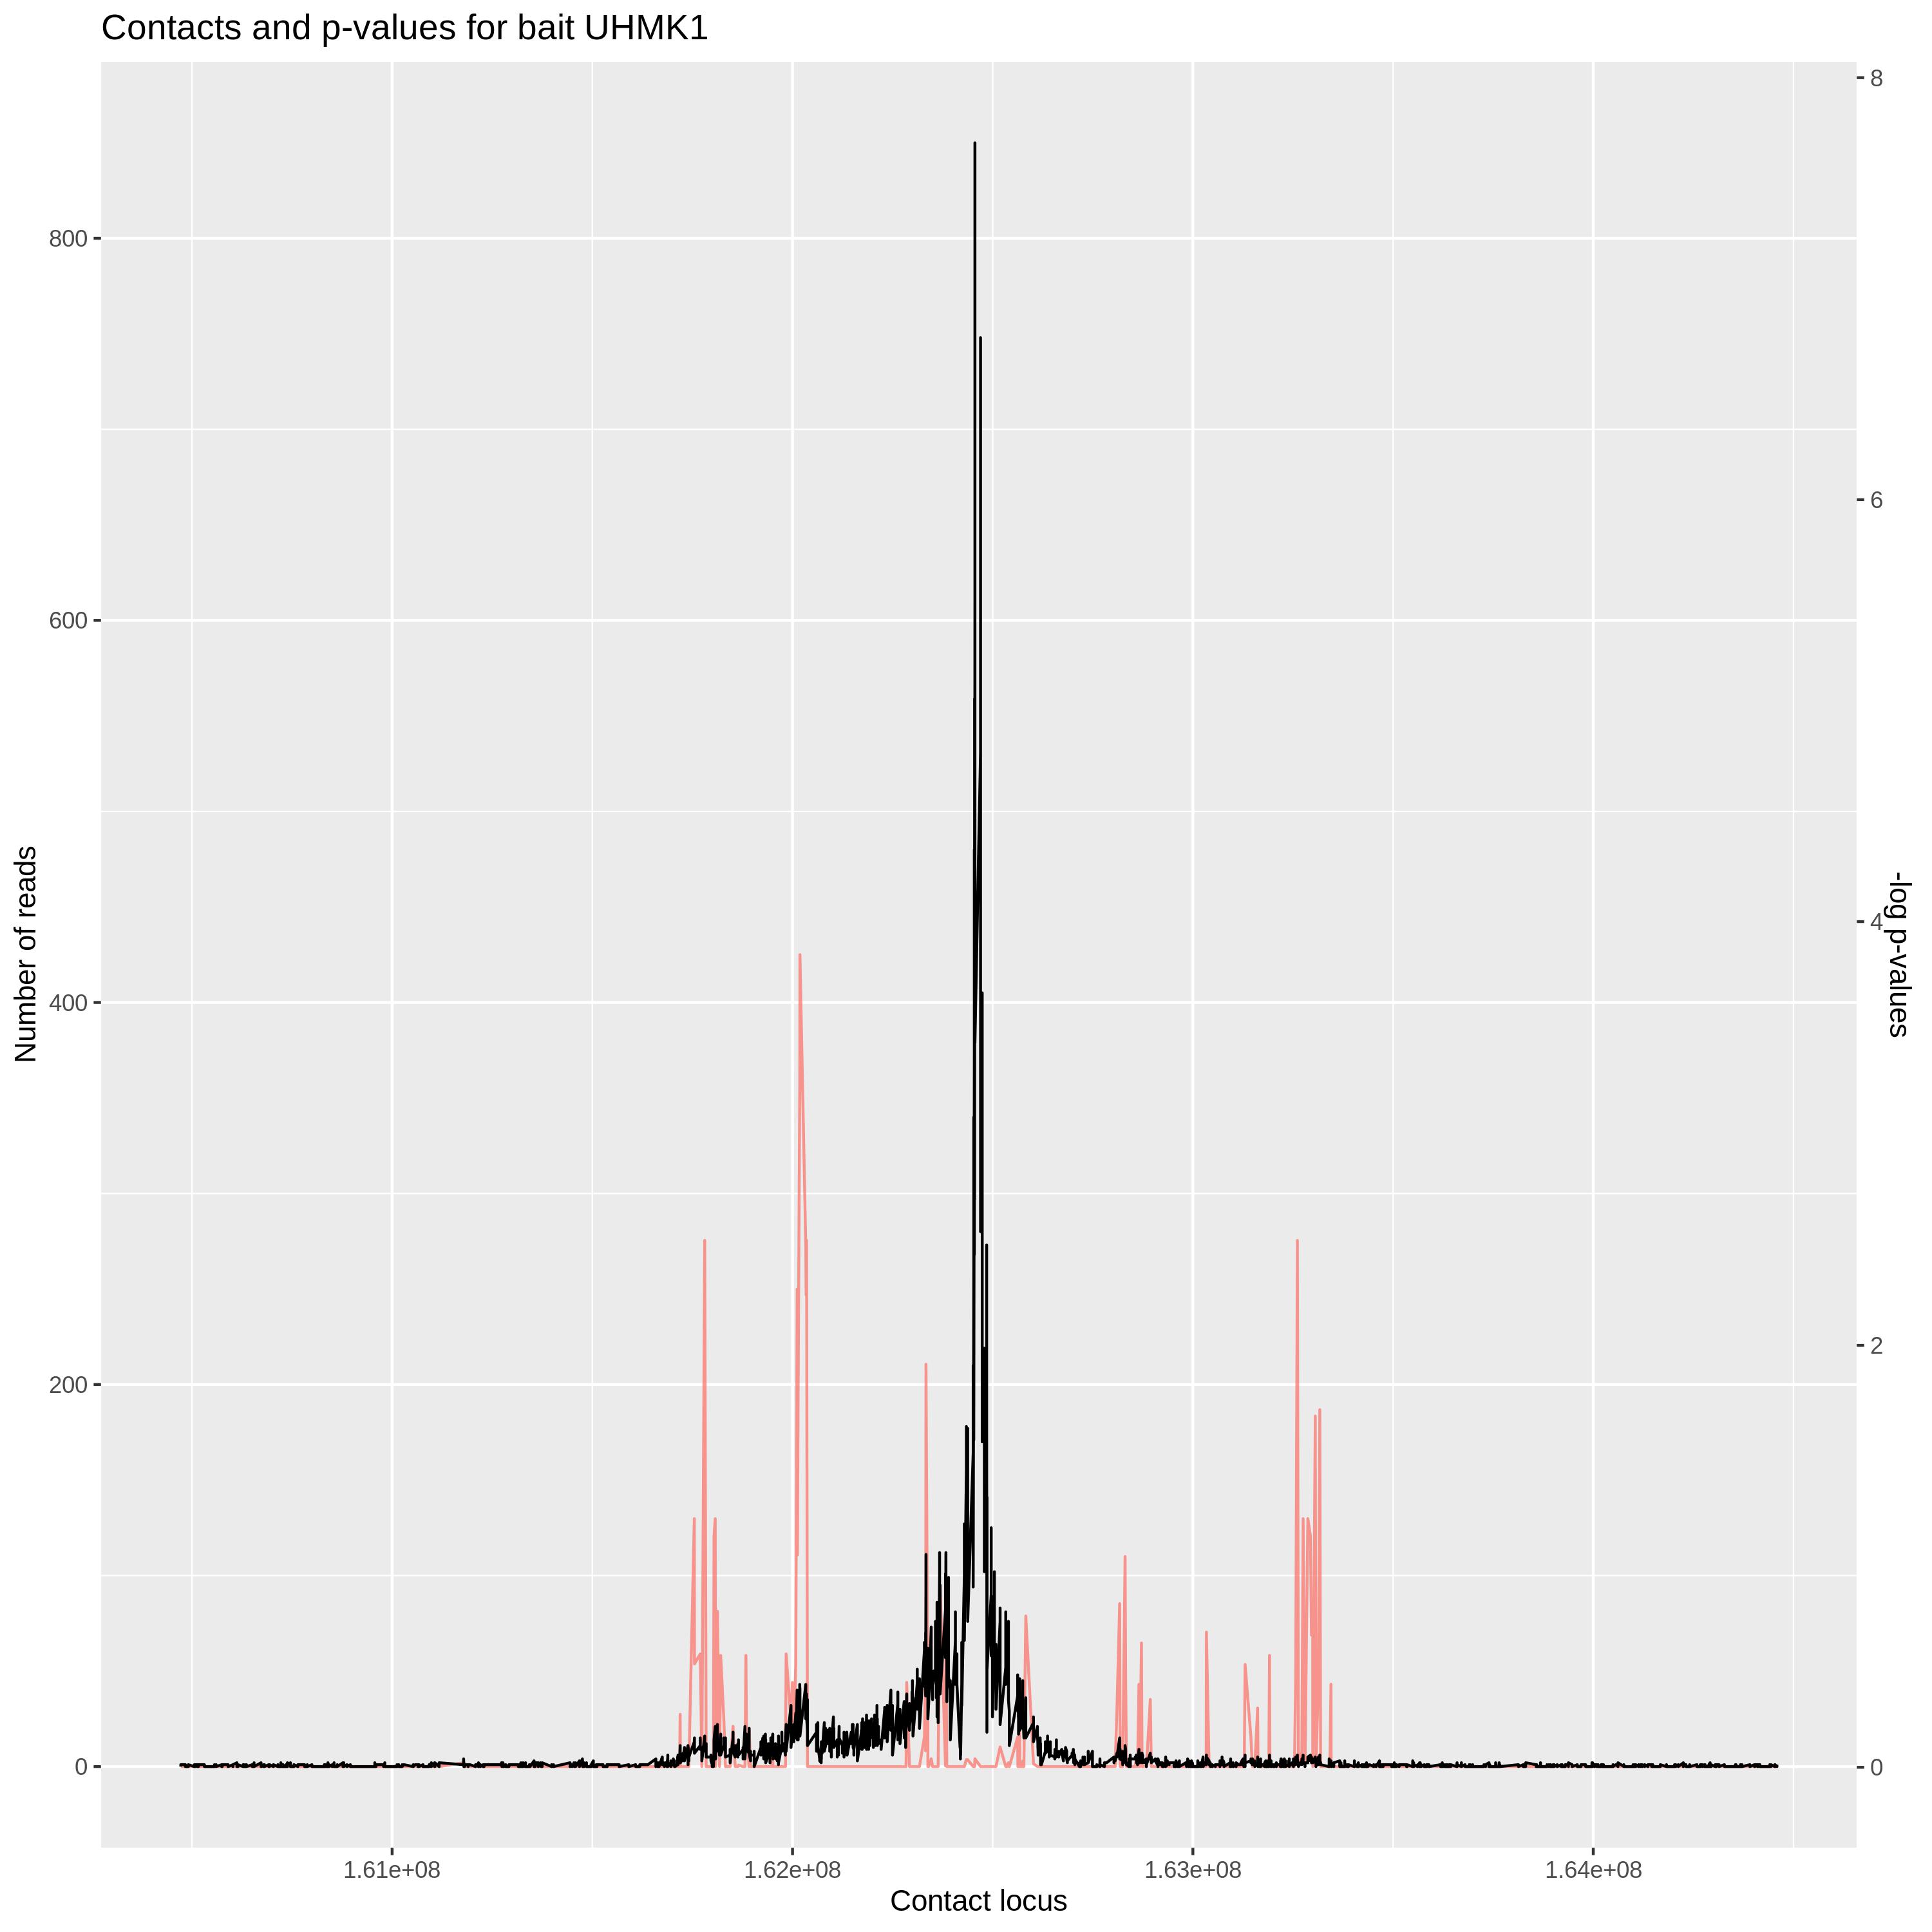 Contacts and p-values for bait UHMK1
8
800
6
600
Number of reads
-log p-values
4
400
2
200
0
0
1.61e+08
1.62e+08
1.63e+08
1.64e+08
Contact locus